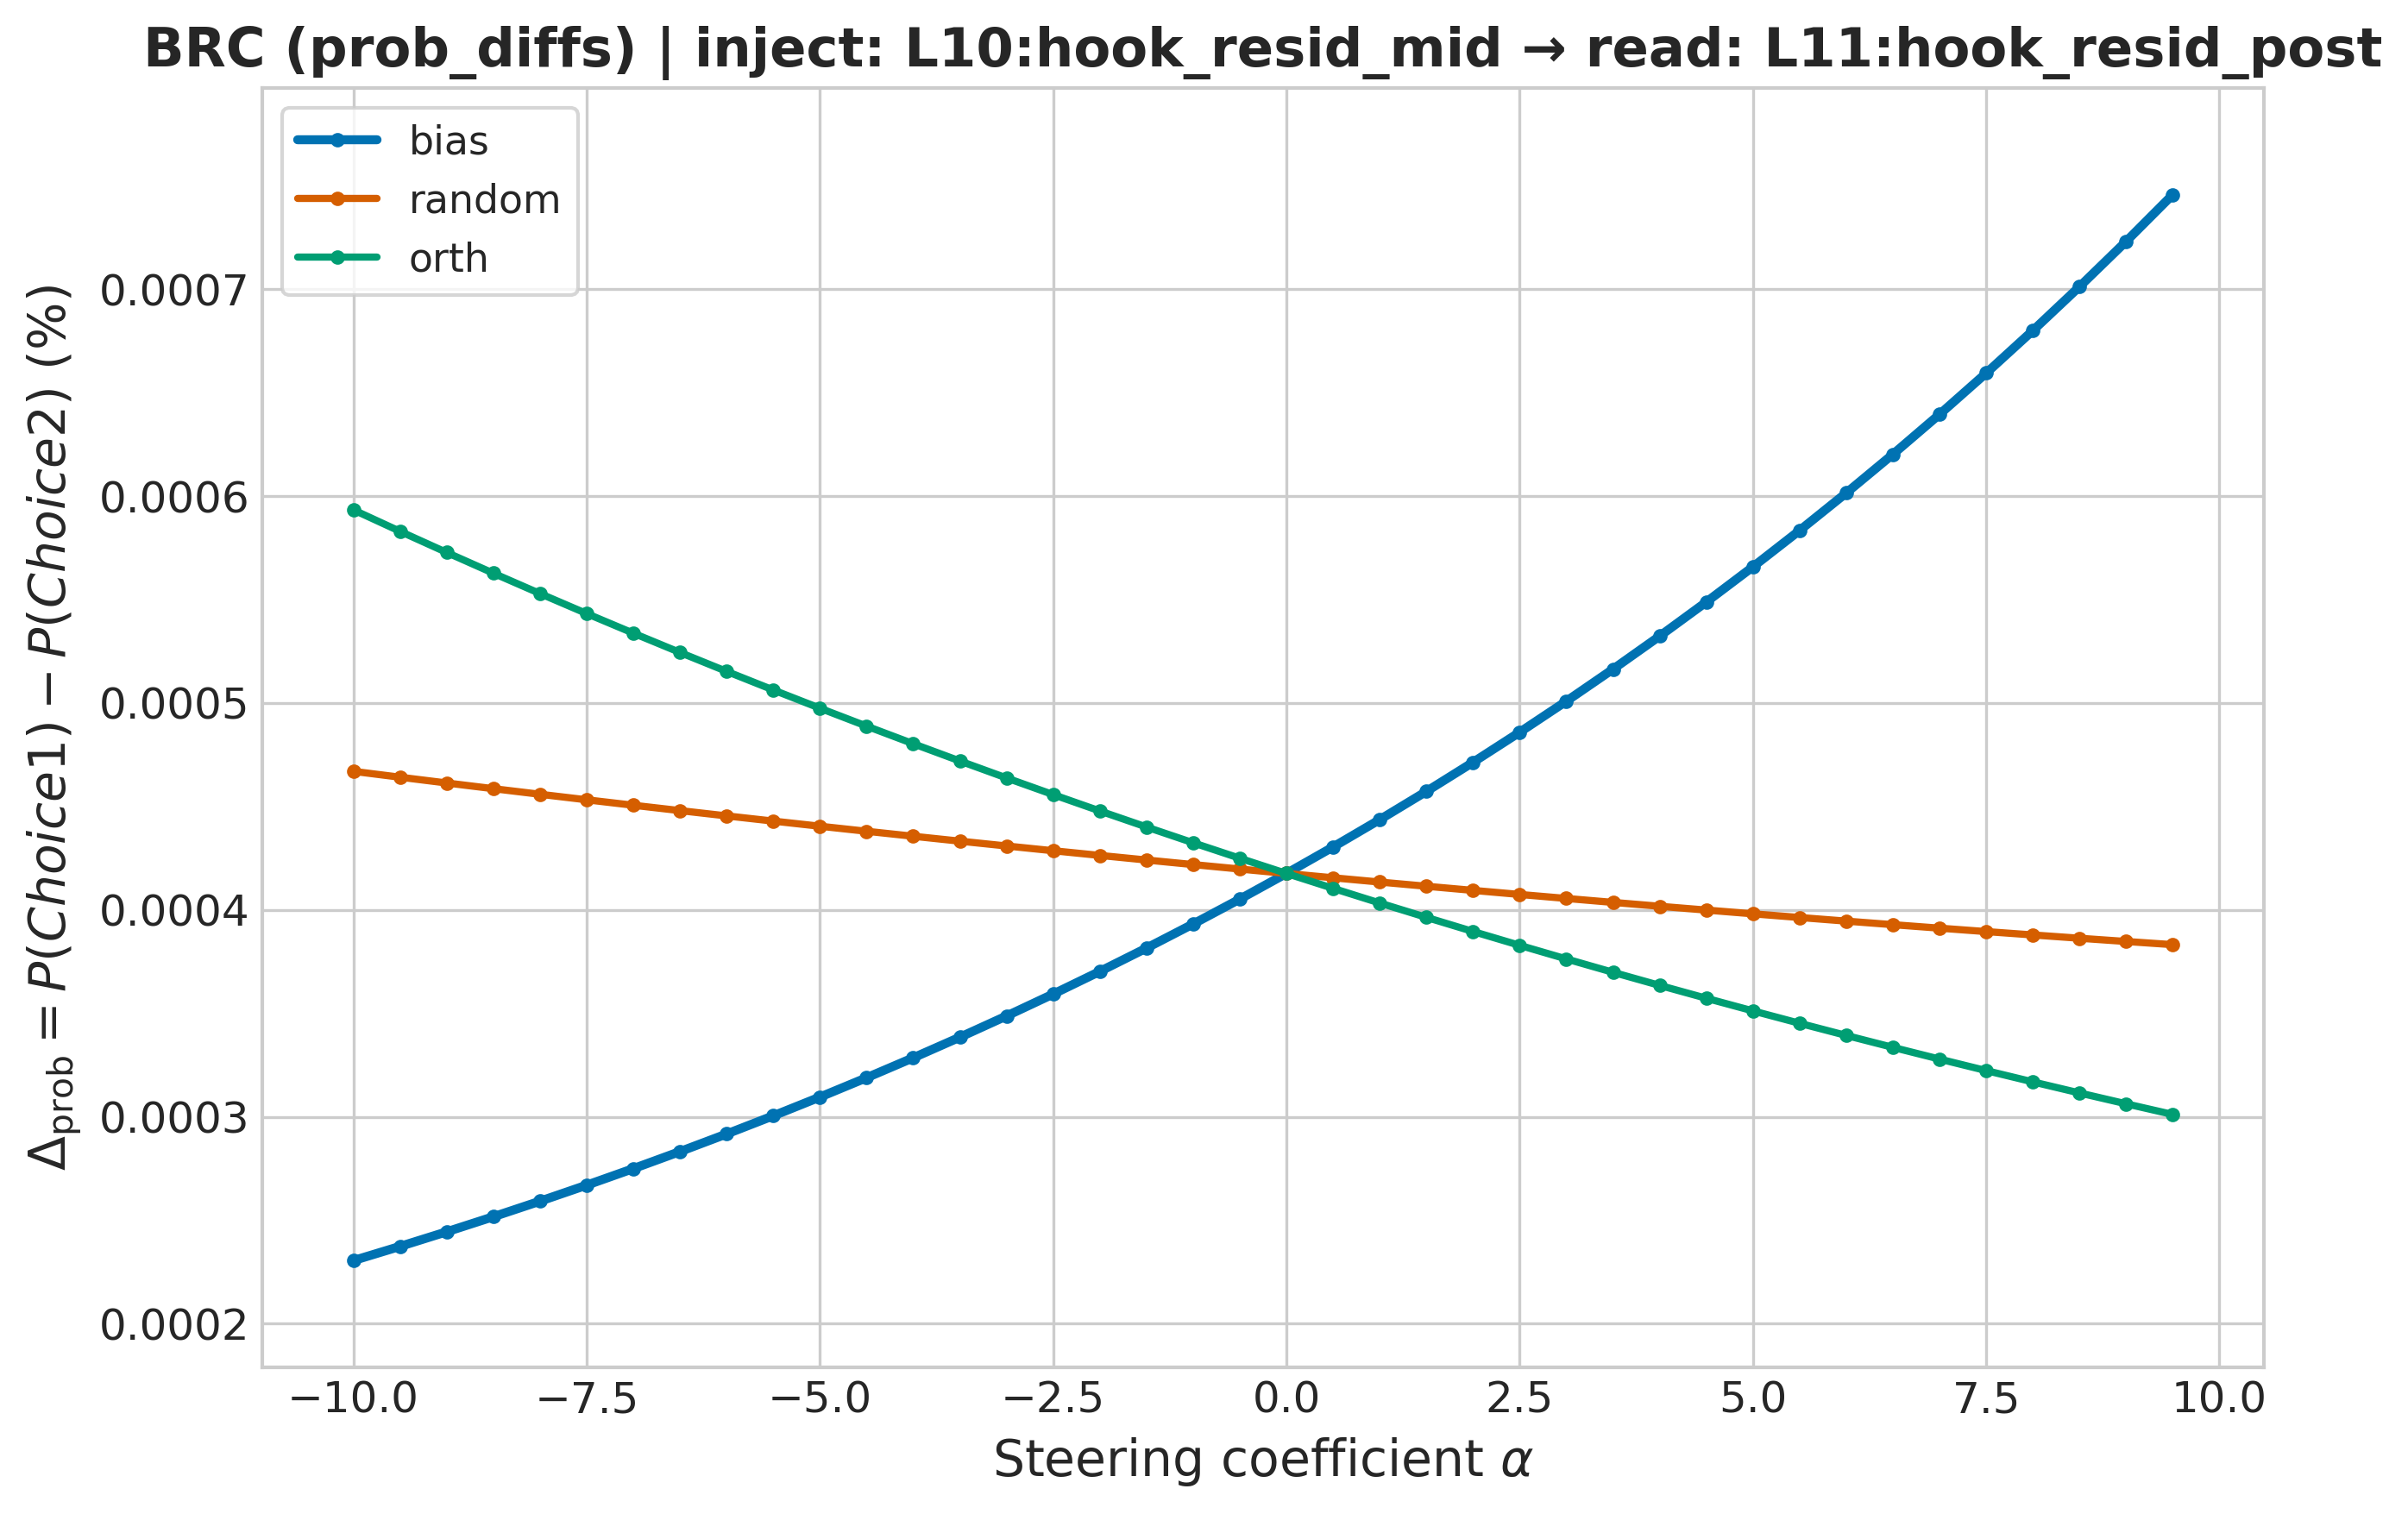 BRC (prob_diffs) | inject: L10:hook_resid_mid → read: L11:hook_resid_post
bias
random
orth
Δprob = P(Choice1) − P(Choice2) (%)
0.0007
0.0006
0.0005
0.0004
0.0003
0.0002
−10.0 −7.5 −5.0 −2.5 0.0 2.5 5.0 7.5 10.0
Steering coefficient α